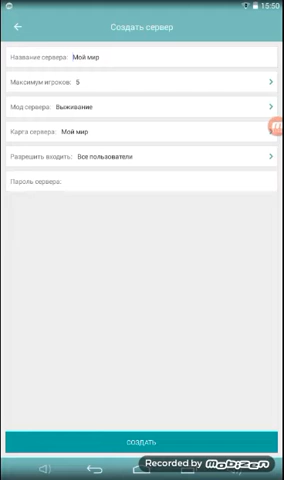 15:50
Создать сервер
Название сервера: Мой мир
Максимум игроков: 5
Мод сервера: Выживание
Карта сервера: Мой мир
Разрешить входить: Все пользователи
Пароль сервера:
СОЗДАТЬ
Recorded by mobizen